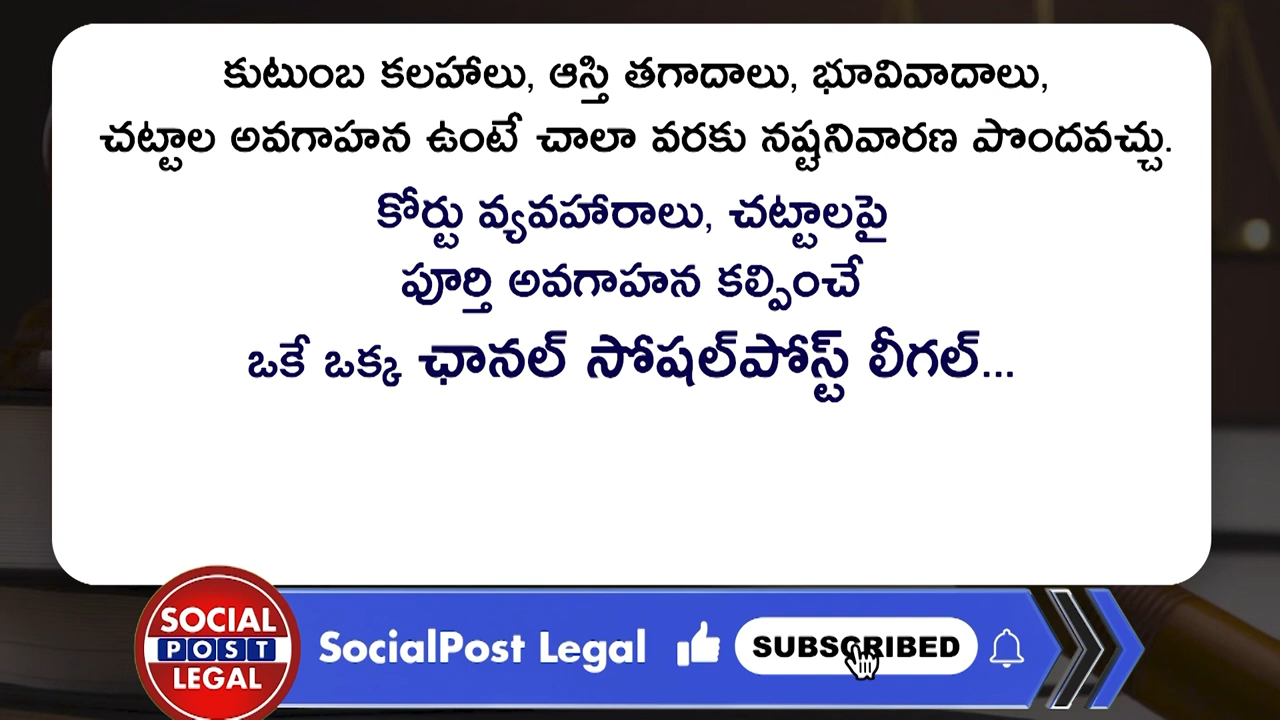 కుటుంబ కలహాలు, ఆస్తి తగాదాలు, భూవివాదాలు,
చట్టాల అవగాహన ఉంటే చాలా వరకు నష్టనివారణ పొందవచ్చు.
కోర్టు వ్యవహారాలు, చట్టాలపై
పూర్తి అవగాహన కల్పించే
ఒకే ఒక్క ఛానల్ సోషల్‌పోస్ట్ లీగల్...
SOCIAL
POST
LEGAL
SocialPost Legal
SUBSCRIBED